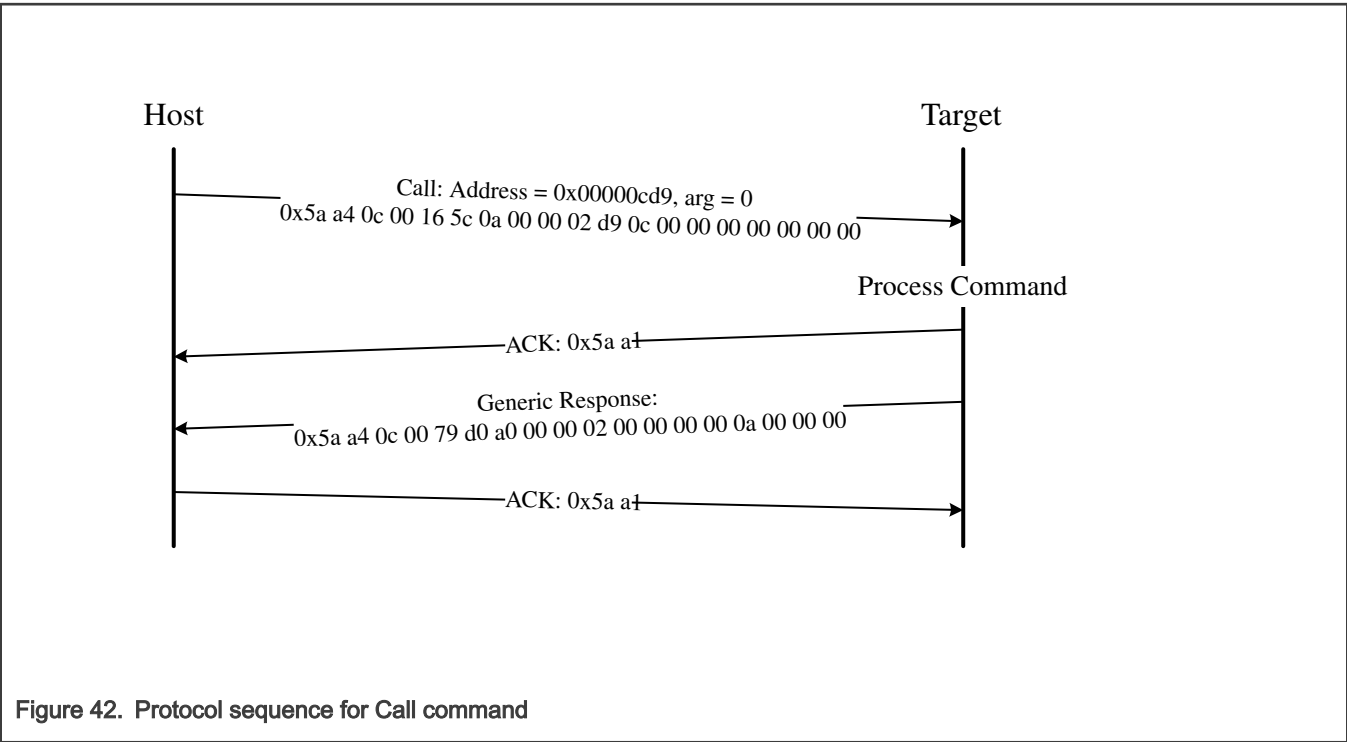 Host
Target
Call: Address = 0x00000cd9, arg = 0
0x5a a4 0c 00 16 5c 0a 00 00 02 d9 0c 00 00 00 00 00 00 00
Process Command
ACK: 0x5a a1
Generic Response:
0x5a a4 0c 00 79 d0 a0 00 00 02 00 00 00 00 0a 00 00 00
ACK: 0x5a a1
Figure 42. Protocol sequence for Call command